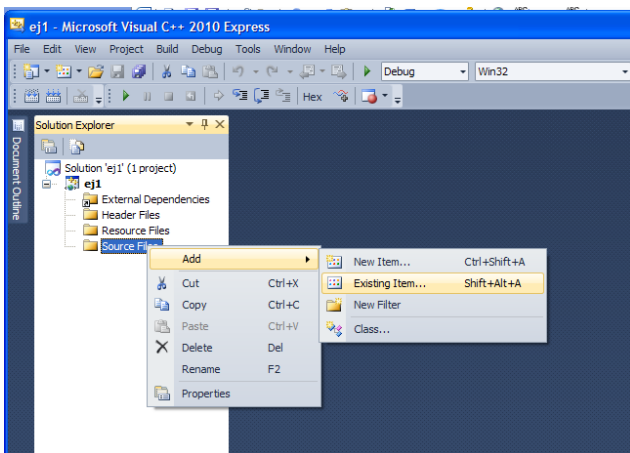 ej1 - Microsoft Visual C++ 2010 Express
File Edit View Project Build Debug Tools Window Help
Debug Win32
Hex
Document Outline
Solution Explorer
Solution 'ej1' (1 project)
ej1
External Dependencies
Header Files
Resource Files
Source Files
Add
Cut Ctrl+X
Copy Ctrl+C
Paste Ctrl+V
Delete Del
Rename F2
Properties
New Item... Ctrl+Shift+A
Existing Item... Shift+Alt+A
New Filter
Class...